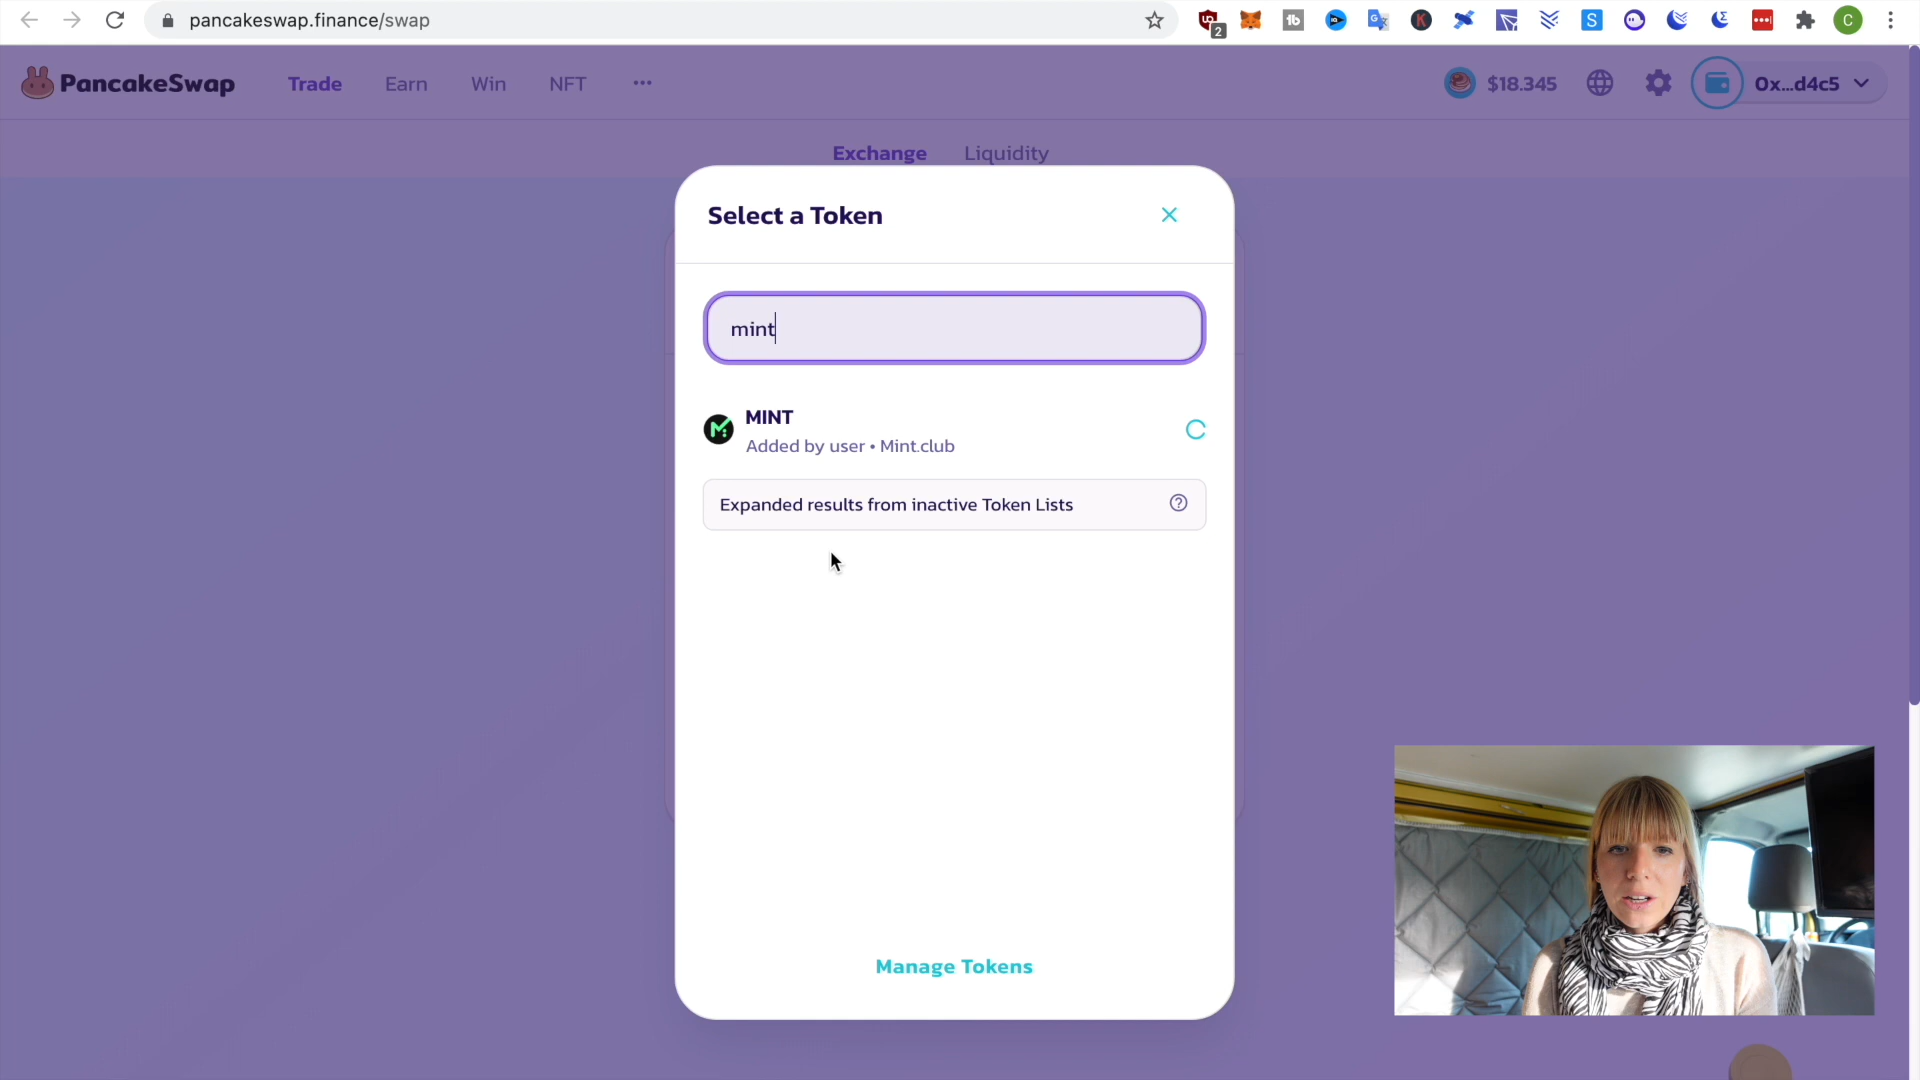 pancakeswap.finance/swap
2
C
PancakeSwap
Trade
Earn
Win
NFT
$18.345
0x...d4c5
Exchange
Liquidity
Select a Token
mint
MINT
Added by user • Mint.club
Expanded results from inactive Token Lists
Manage Tokens